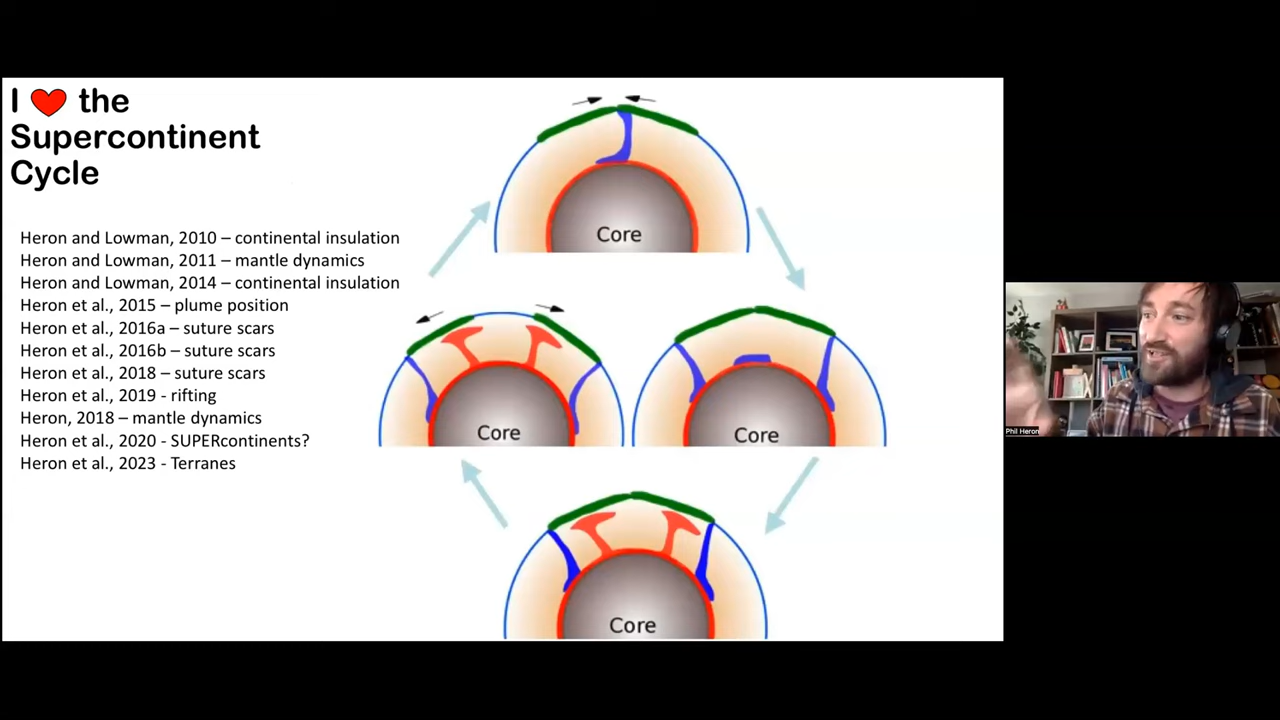 I ❤ the
Supercontinent
Cycle
Heron and Lowman, 2010 – continental insulation
Heron and Lowman, 2011 – mantle dynamics
Heron and Lowman, 2014 – continental insulation
Heron et al., 2015 – plume position
Heron et al., 2016a – suture scars
Heron et al., 2016b – suture scars
Heron et al., 2018 – suture scars
Heron et al., 2019 - rifting
Heron, 2018 – mantle dynamics
Heron et al., 2020 - SUPERcontinents?
Heron et al., 2023 - Terranes
Core
Core
Core
Core
Phil Heron